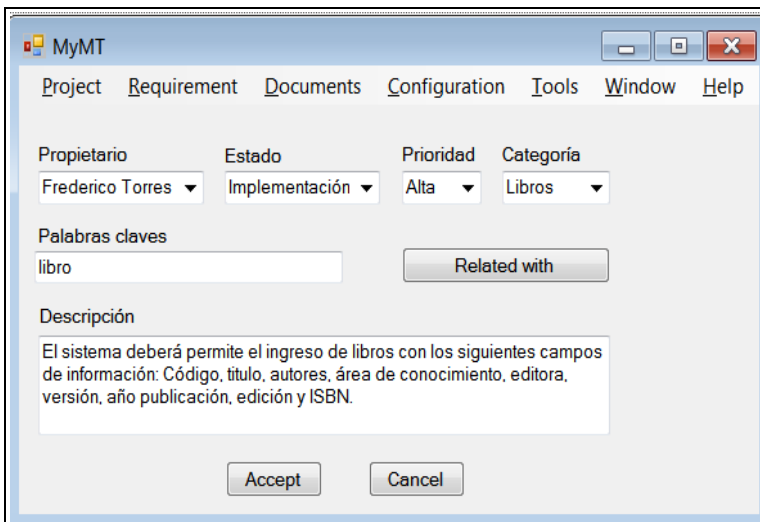 MyMT
Project Requirement Documents Configuration Tools Window Help
Propietario Estado Prioridad Categoría
Frederico Torres Implementación Alta Libros
Palabras claves
libro
Related with
Descripción
El sistema deberá permite el ingreso de libros con los siguientes campos
de información: Código, titulo, autores, área de conocimiento, editora,
versión, año publicación, edición y ISBN.
Accept Cancel